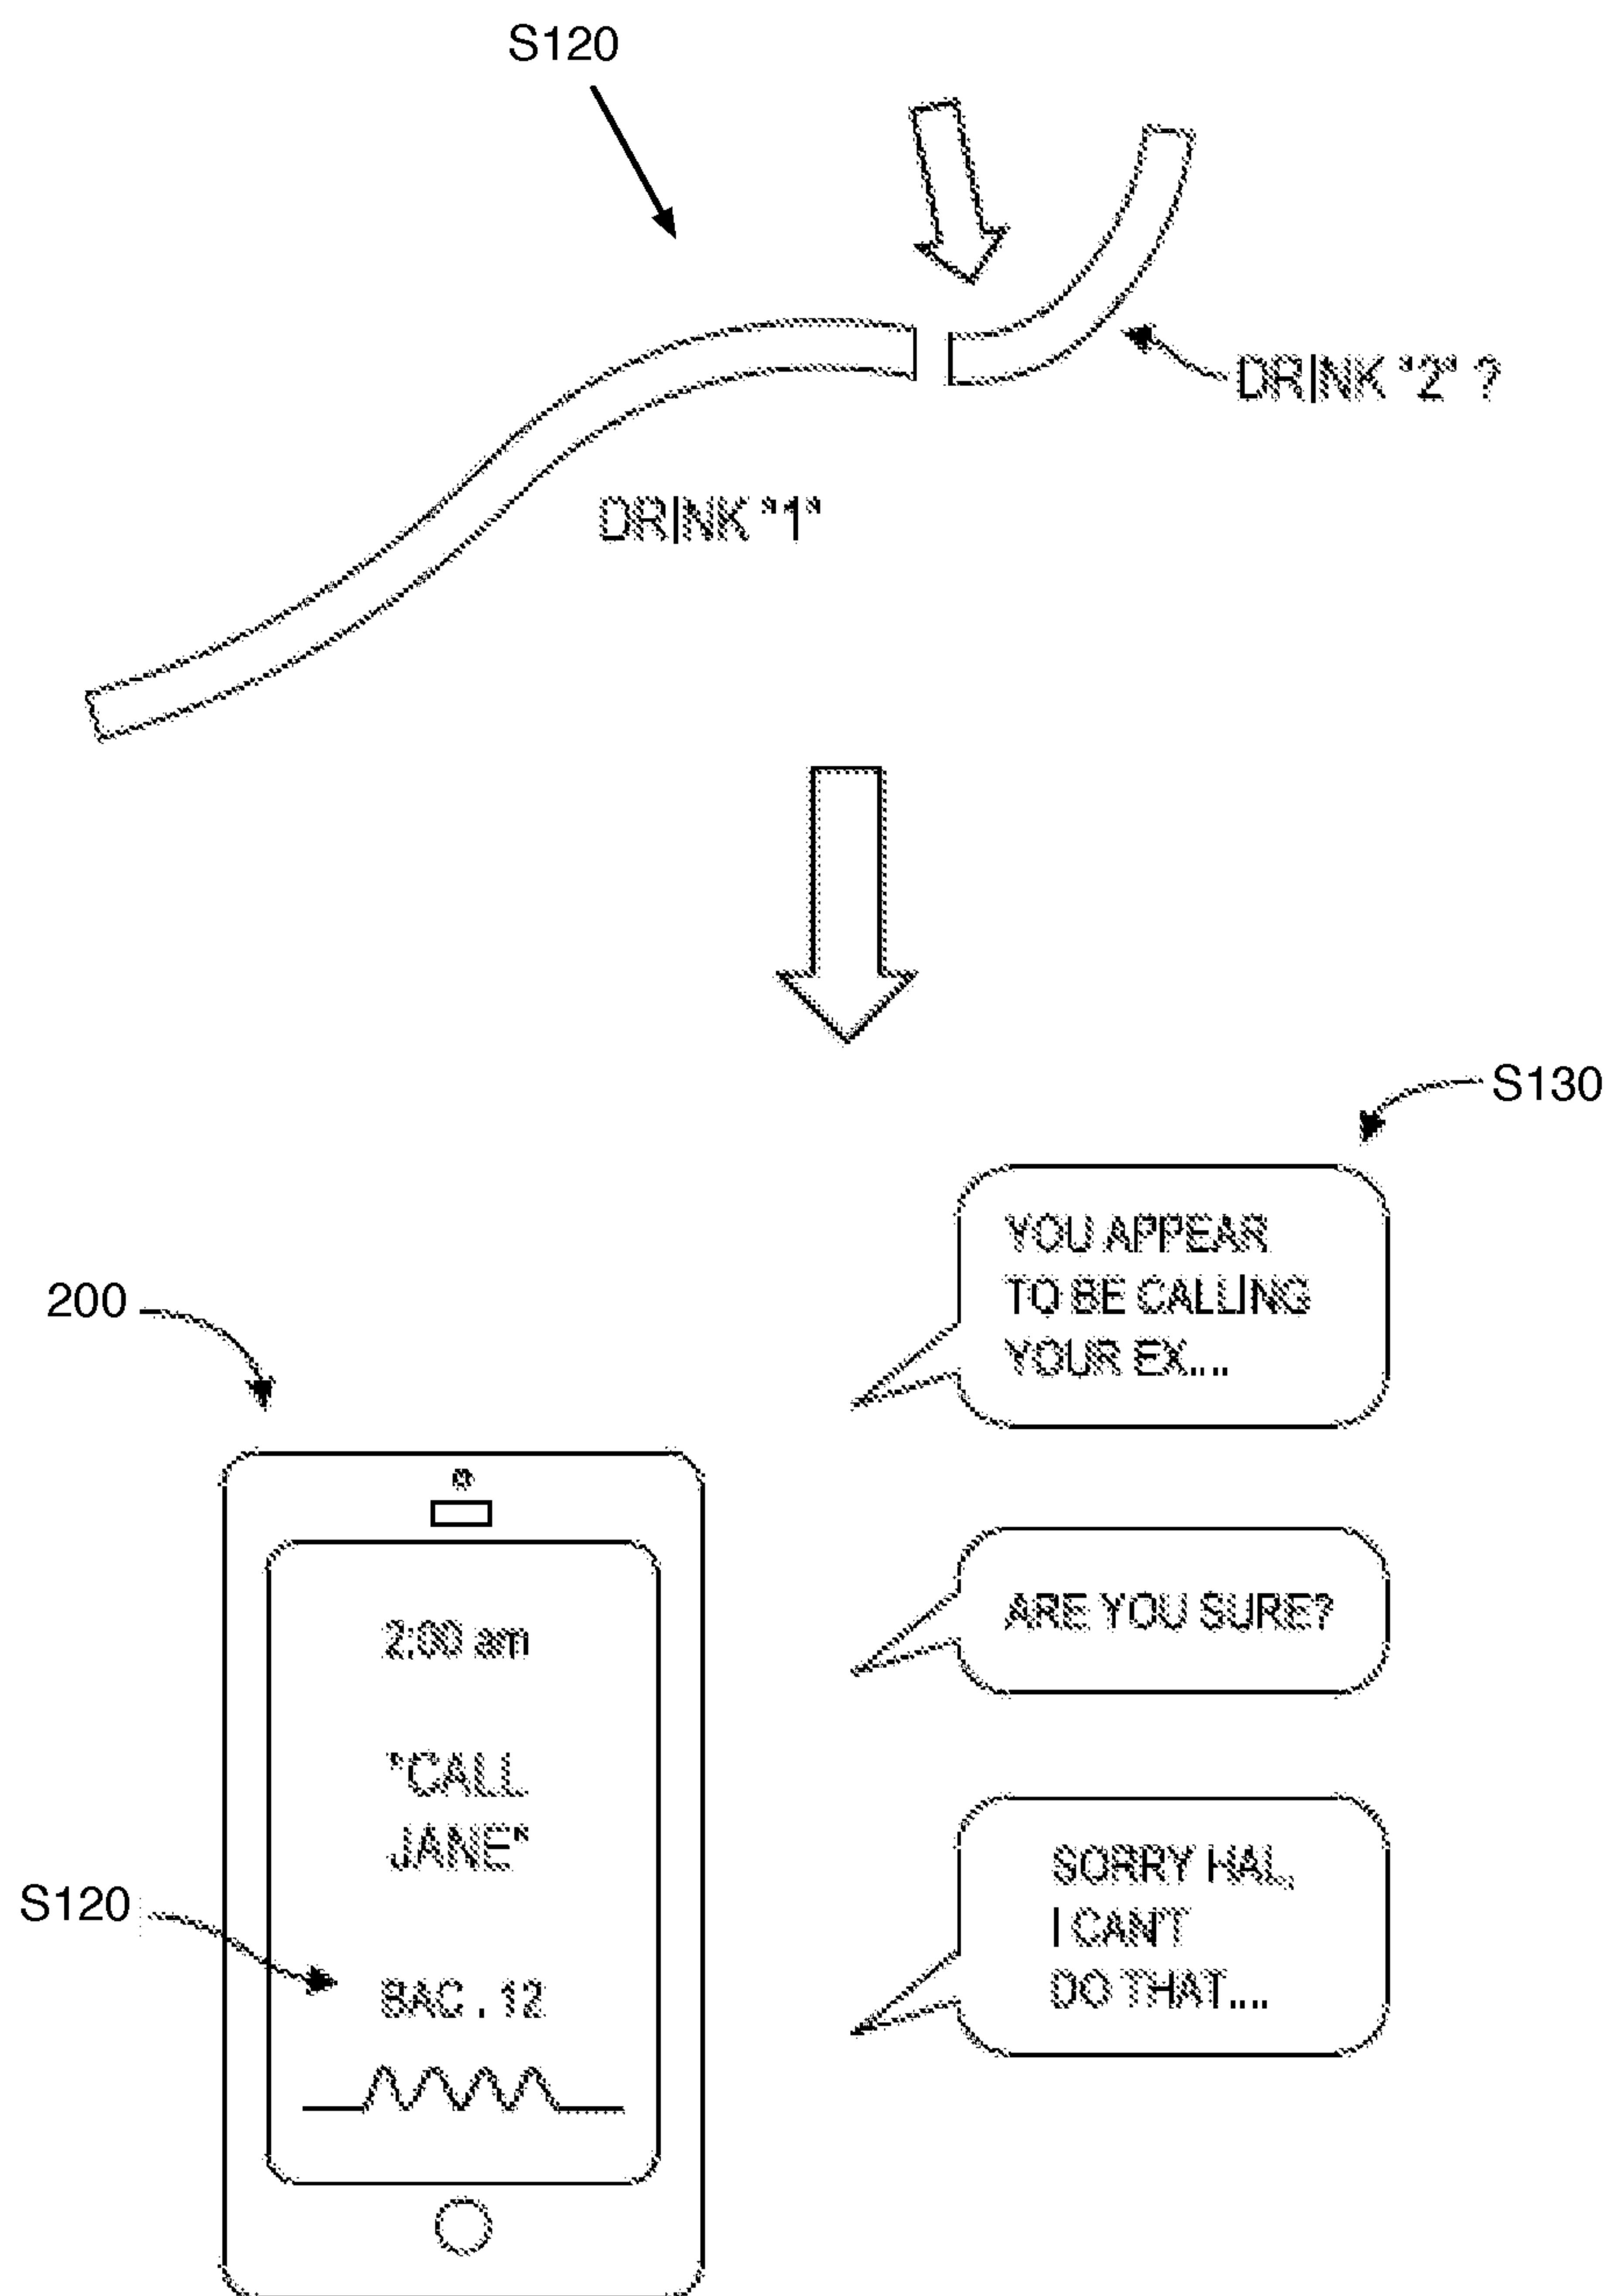 S120
DRINK "2" ?
DRINK "1"
S130
YOU APPEAR
TO BE CALLING
YOUR EX....
200
ARE YOU SURE?
2:00 am
"CALL
JANE"
S120
BAC . 12
SORRY HAL,
I CAN'T
DO THAT....